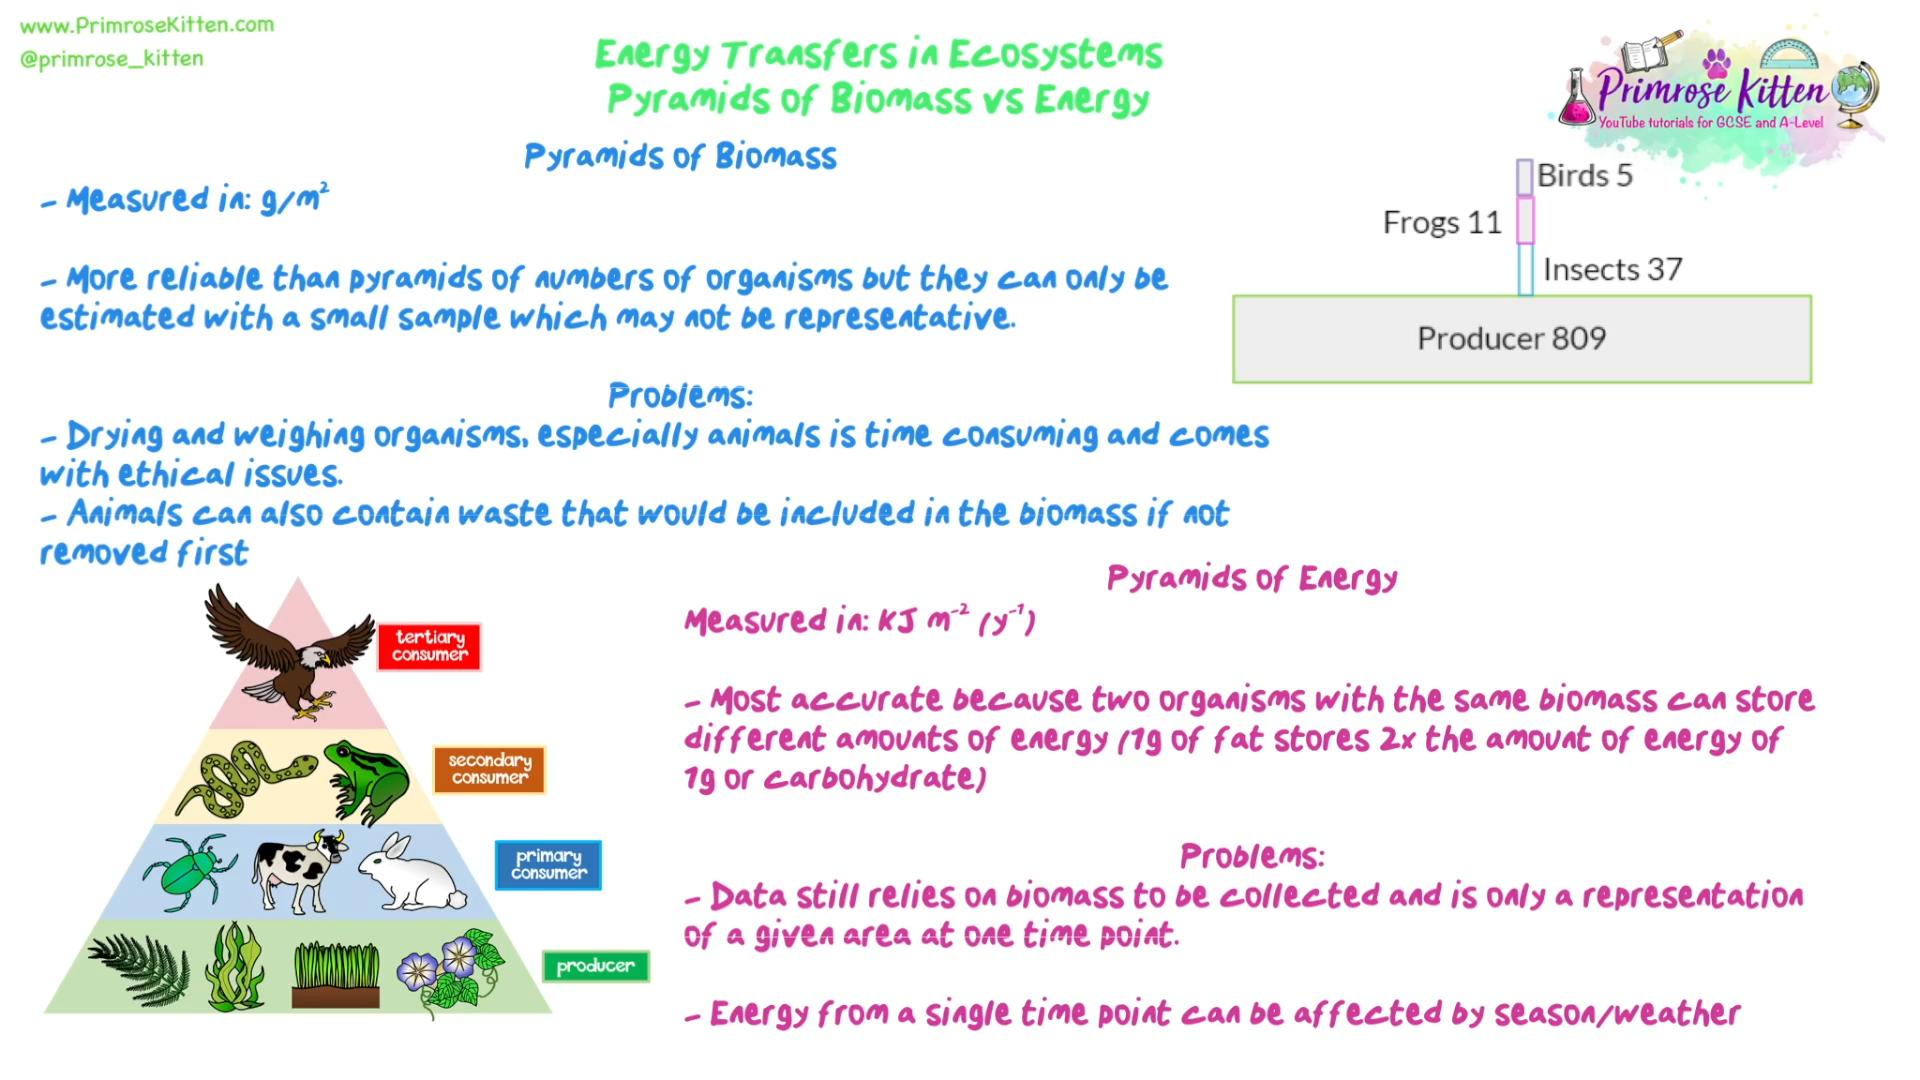 www.PrimroseKitten.com
@primrose_kitten
Energy Transfers in Ecosystems
Pyramids of Biomass vs Energy
Primrose Kitten
YouTube tutorials for GCSE and A-Level
Pyramids of Biomass
- Measured in: g/m²
- More reliable than pyramids of numbers of organisms but they can only be
estimated with a small sample which may not be representative.
Birds 5
Frogs 11
Insects 37
Producer 809
Problems:
- Drying and weighing organisms, especially animals is time consuming and comes
with ethical issues.
- Animals can also contain waste that would be included in the biomass if not
removed first
tertiary
consumer
secondary
consumer
primary
consumer
producer
Pyramids of Energy
Measured in: KJ m⁻² (y⁻¹)
- Most accurate because two organisms with the same biomass can store
different amounts of energy (1g of fat stores 2x the amount of energy of
1g or carbohydrate)
Problems:
- Data still relies on biomass to be collected and is only a representation
of a given area at one time point.
- Energy from a single time point can be affected by season/weather